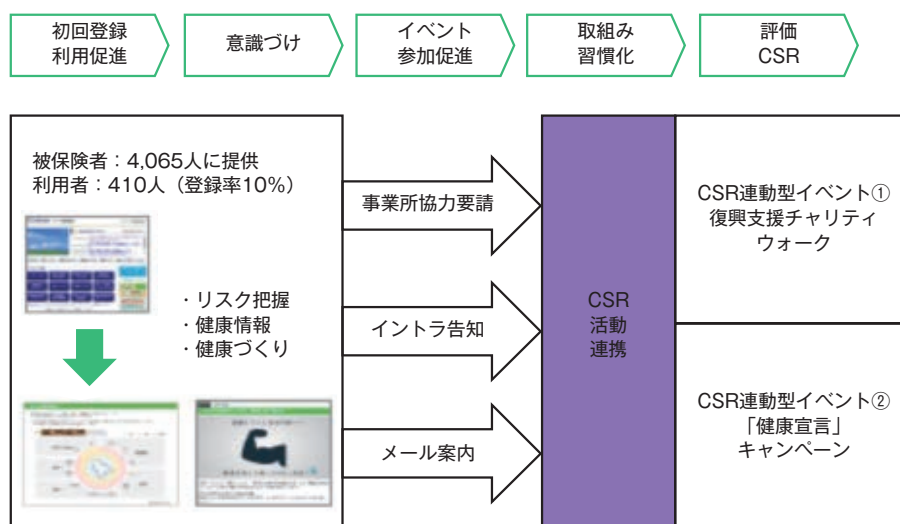 初回登録
利用促進
意識づけ
イベント
参加促進
取組み
習慣化
評価
CSR
被保険者：4,065人に提供
利用者：410人（登録率10%）
・リスク把握
・健康情報
・健康づくり
事業所協力要請
イントラ告知
メール案内
CSR
活動
連携
CSR連動型イベント①
復興支援チャリティ
ウォーク
CSR連動型イベント②
「健康宣言」
キャンペーン